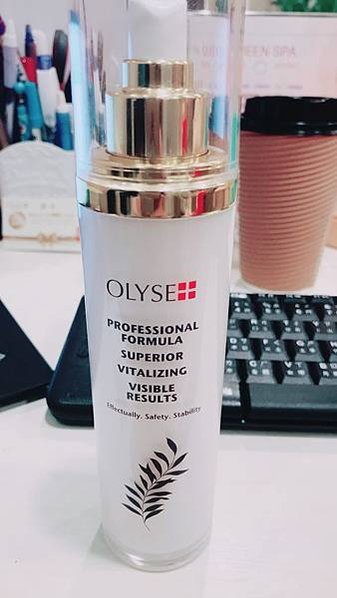 OLYSE
PROFESSIONAL
FORMULA
SUPERIOR
VITALIZING
VISIBLE
RESULTS
Effectually. Safety. Stability